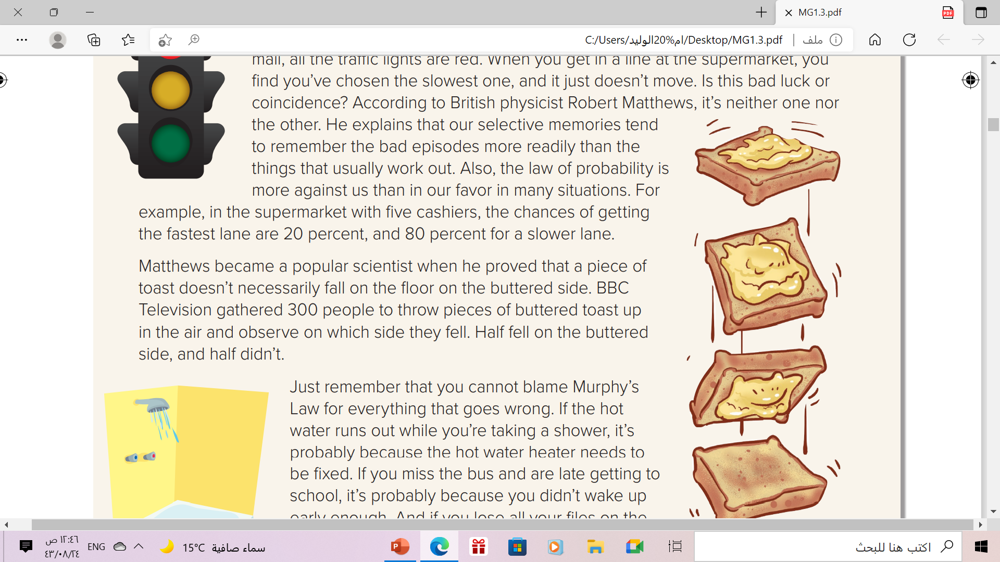 MG1.3.pdf
PDF
C:/Users/ام%20الوليد/Desktop/MG1.3.pdf
ملف
mall, all the traffic lights are red. When you get in a line at the supermarket, you
find you’ve chosen the slowest one, and it just doesn’t move. Is this bad luck or
coincidence? According to British physicist Robert Matthews, it’s neither one nor
the other. He explains that our selective memories tend
to remember the bad episodes more readily than the
things that usually work out. Also, the law of probability is
more against us than in our favor in many situations. For
example, in the supermarket with five cashiers, the chances of getting
the fastest lane are 20 percent, and 80 percent for a slower lane.
Matthews became a popular scientist when he proved that a piece of
toast doesn’t necessarily fall on the floor on the buttered side. BBC
Television gathered 300 people to throw pieces of buttered toast up
in the air and observe on which side they fell. Half fell on the buttered
side, and half didn’t.
Just remember that you cannot blame Murphy’s
Law for everything that goes wrong. If the hot
water runs out while you’re taking a shower, it’s
probably because the hot water heater needs to
be fixed. If you miss the bus and are late getting to
school, it’s probably because you didn’t wake up
early enough. And if you lose all your files on the
١٢:٤٦ ص
٤٣/٠٨/٢٤
ENG
15°C سماء صافية
P
اكتب هنا للبحث